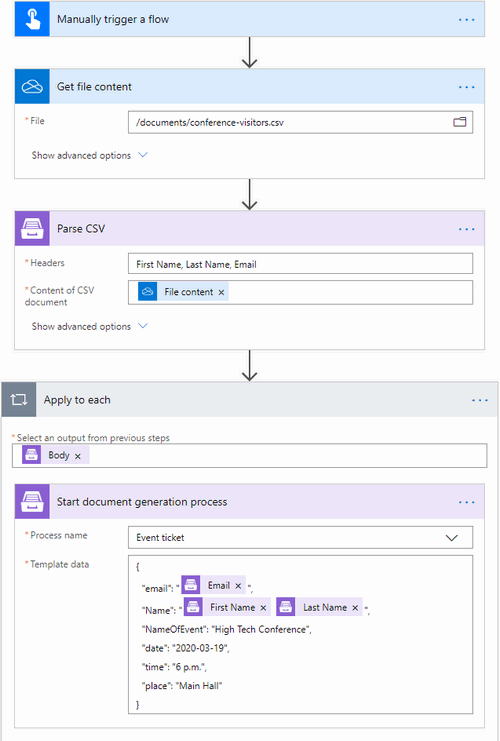 Manually trigger a flow
Get file content
* File
/documents/conference-visitors.csv
Show advanced options
Parse CSV
* Headers
First Name, Last Name, Email
* Content of CSV document
File content ×
Show advanced options
Apply to each
* Select an output from previous steps
Body ×
Start document generation process
* Process name
Event ticket
* Template data
{
"email": " Email × ",
"Name": " First Name × Last Name × ",
"NameOfEvent": "High Tech Conference",
"date": "2020-03-19",
"time": "6 p.m.",
"place": "Main Hall"
}